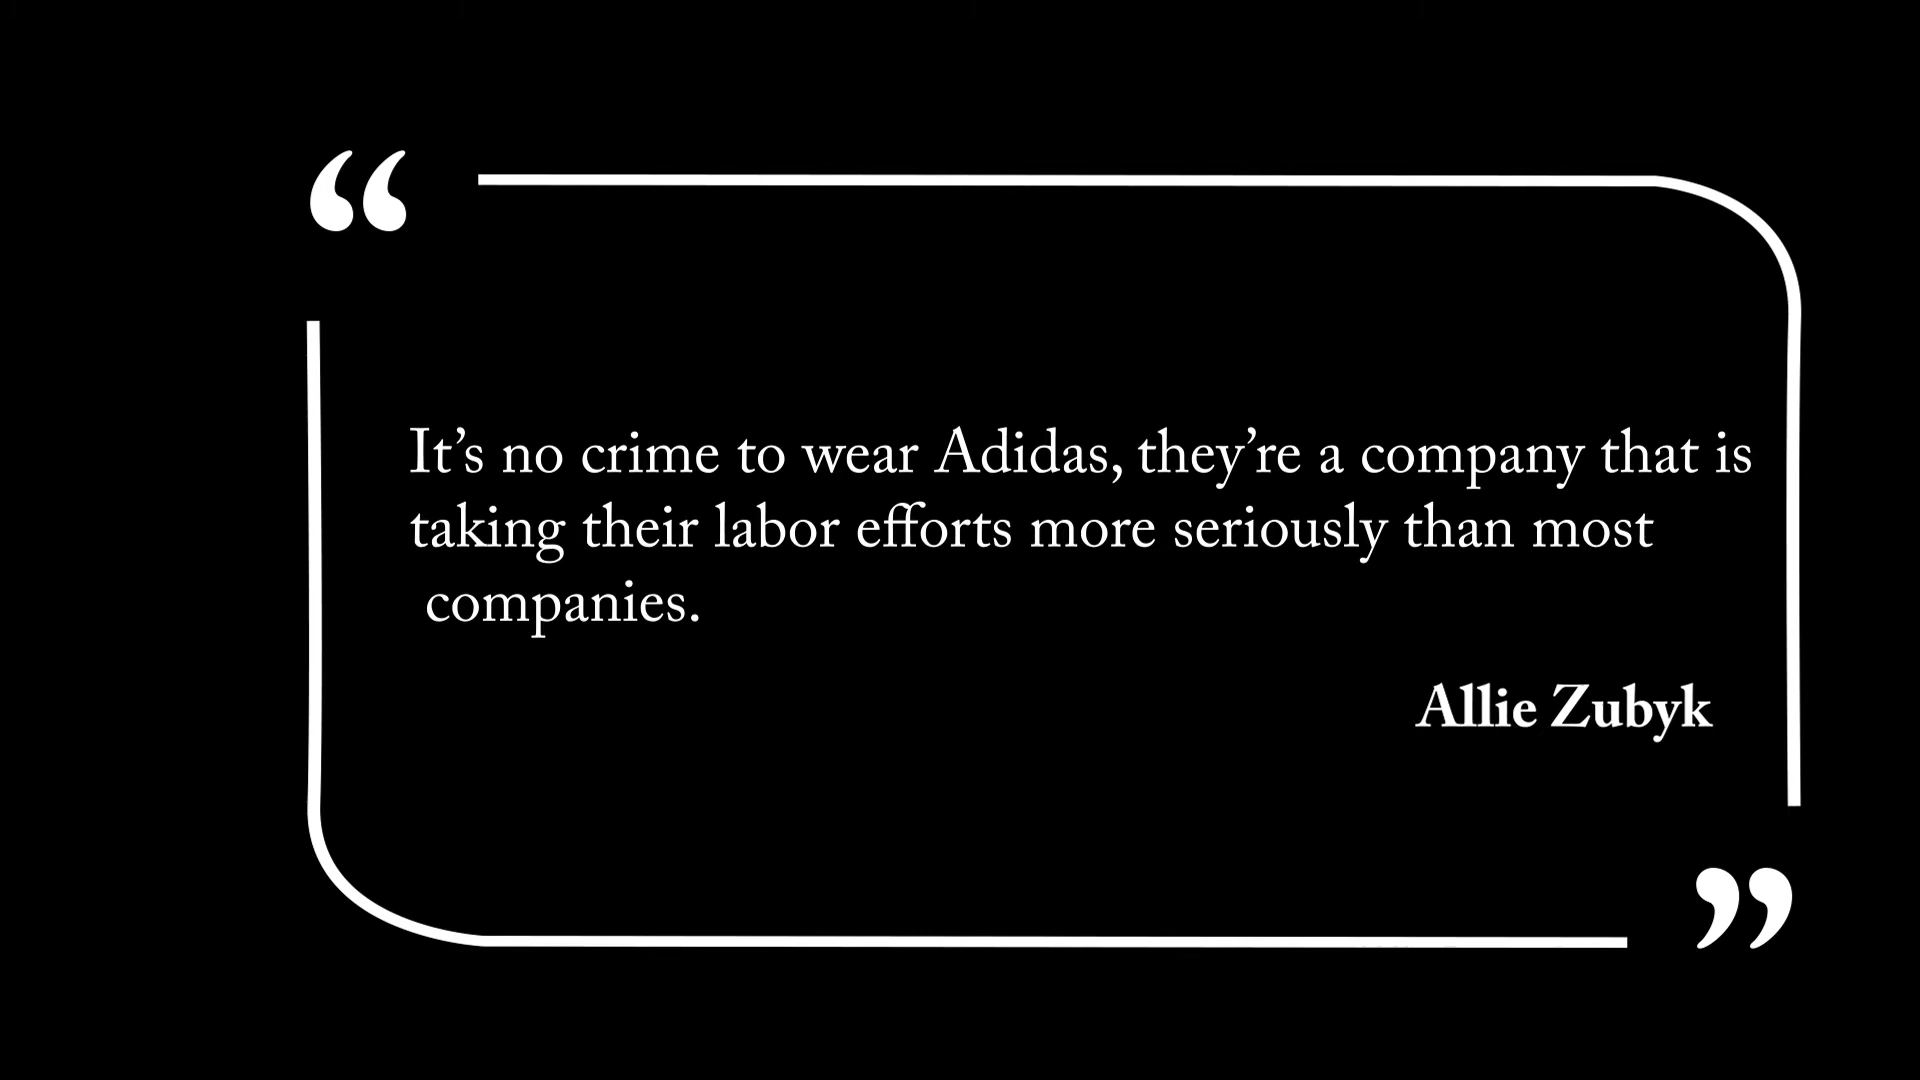 “
It’s no crime to wear Adidas, they’re a company that is
taking their labor efforts more seriously than most
companies.
Allie Zubyk
”